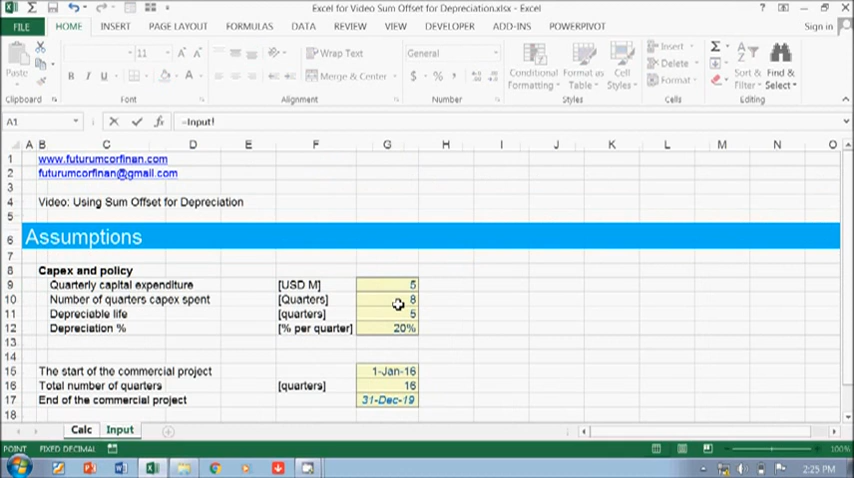 Excel for Video Sum Offset for Depreciation.xlsx - Excel
FILE HOME INSERT PAGE LAYOUT FORMULAS DATA REVIEW VIEW DEVELOPER ADD-INS POWERPIVOT Sign in
Paste
11
Wrap Text
General
Merge & Center
Conditional Formatting
Format as Table
Cell Styles
Insert
Delete
Format
Sort & Filter
Find & Select
Clipboard Font Alignment Number Styles Cells Editing
A1 =Input!
A B C D E F G H I J K L M N O
1 www.futurumcorfinan.com
2 futurumcorfinan@gmail.com
3
4 Video: Using Sum Offset for Depreciation
5
6 Assumptions
7
8 Capex and policy
9 Quarterly capital expenditure [USD M] 5
10 Number of quarters capex spent [Quarters] 8
11 Depreciable life [quarters] 5
12 Depreciation % [% per quarter] 20%
13
14
15 The start of the commercial project 1-Jan-16
16 Total number of quarters [quarters] 16
17 End of the commercial project 31-Dec-19
18
Calc Input
POINT FIXED DECIMAL 100%
2:25 PM